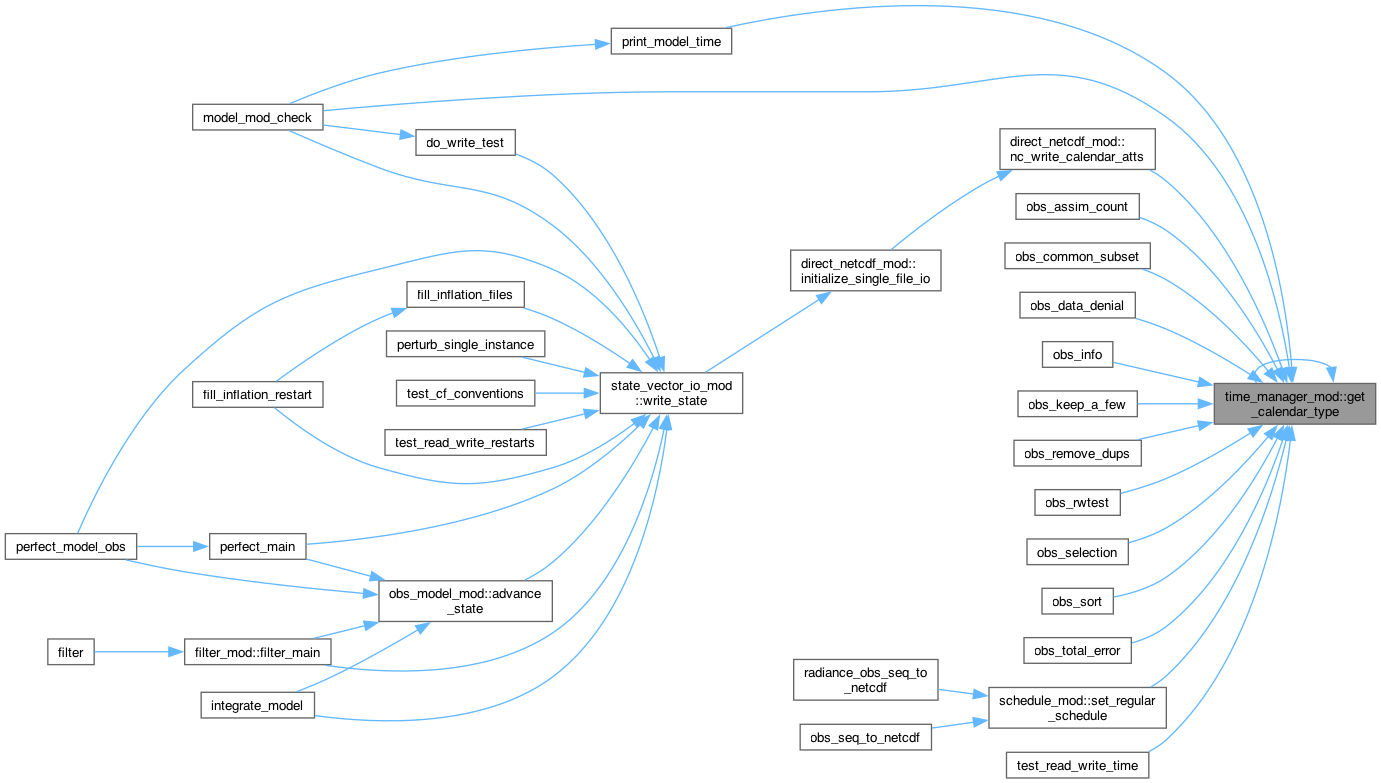 print_model_time
model_mod_check
do_write_test
direct_netcdf_mod::
nc_write_calendar_atts
obs_assim_count
obs_common_subset
direct_netcdf_mod::
initialize_single_file_io
fill_inflation_files
obs_data_denial
perturb_single_instance
obs_info
fill_inflation_restart
test_cf_conventions
state_vector_io_mod
::write_state
time_manager_mod::get
_calendar_type
obs_keep_a_few
test_read_write_restarts
obs_remove_dups
obs_rwtest
perfect_model_obs
perfect_main
obs_selection
obs_model_mod::advance
_state
obs_sort
filter
filter_mod::filter_main
obs_total_error
radiance_obs_seq_to
_netcdf
integrate_model
schedule_mod::set_regular
_schedule
obs_seq_to_netcdf
test_read_write_time